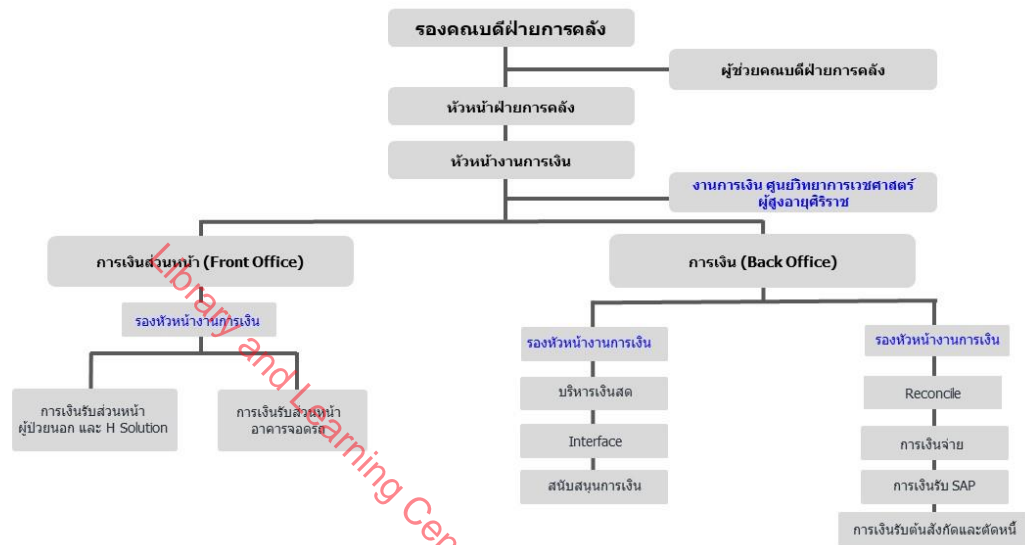 รองคณบดีฝ่ายการคลัง
ผู้ช่วยคณบดีฝ่ายการคลัง
หัวหน้าฝ่ายการคลัง
หัวหน้างานการเงิน
งานการเงิน ศูนย์วิทยาการเวชศาสตร์
ผู้สูงอายุศิริราช
การเงินส่วนหน้า (Front Office)
การเงิน (Back Office)
รองหัวหน้างานการเงิน
รองหัวหน้างานการเงิน
รองหัวหน้างานการเงิน
การเงินรับส่วนหน้า
ผู้ป่วยนอก และ H Solution
การเงินรับส่วนหน้า
อาคารจอดรถ
บริหารเงินสด
Interface
สนับสนุนการเงิน
Reconcile
การเงินจ่าย
การเงินรับ SAP
การเงินรับต้นสังกัดและตัดหนี้
Library and Learning Cen